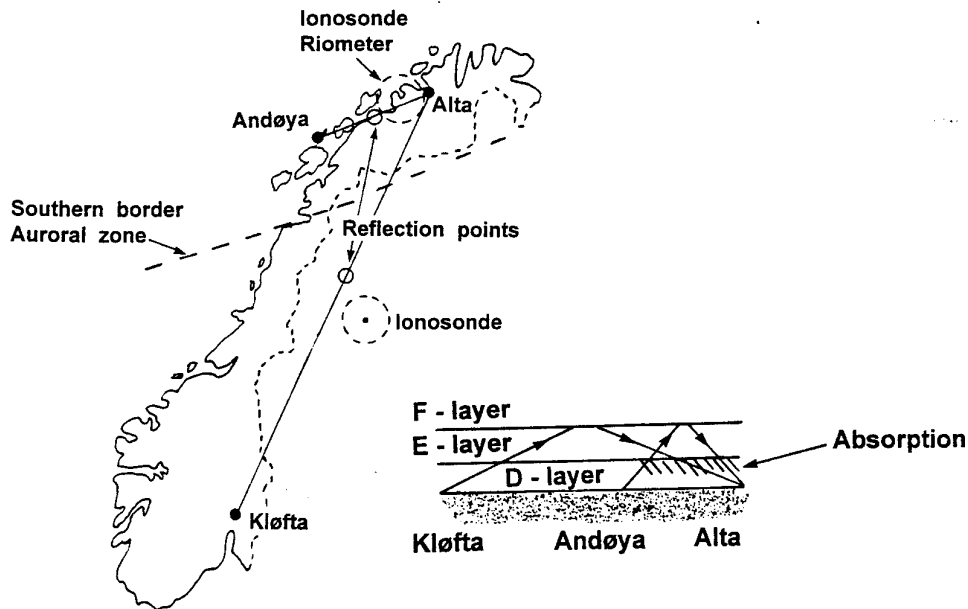 Ionosonde
Riometer
Alta
Andøya
Southern border
Auroral zone
Reflection points
Ionosonde
Kløfta
F - layer
E - layer
D - layer
Absorption
Kløfta Andøya Alta